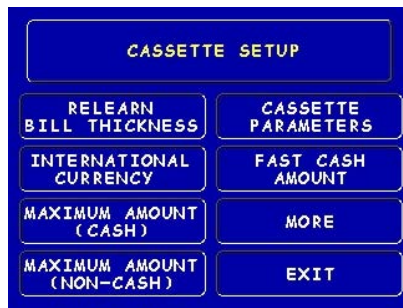 CASSETTE SETUP
RELEARN
BILL THICKNESS
CASSETTE
PARAMETERS
INTERNATIONAL
CURRENCY
FAST CASH
AMOUNT
MAXIMUM AMOUNT
(CASH)
MORE
MAXIMUM AMOUNT
(NON-CASH)
EXIT